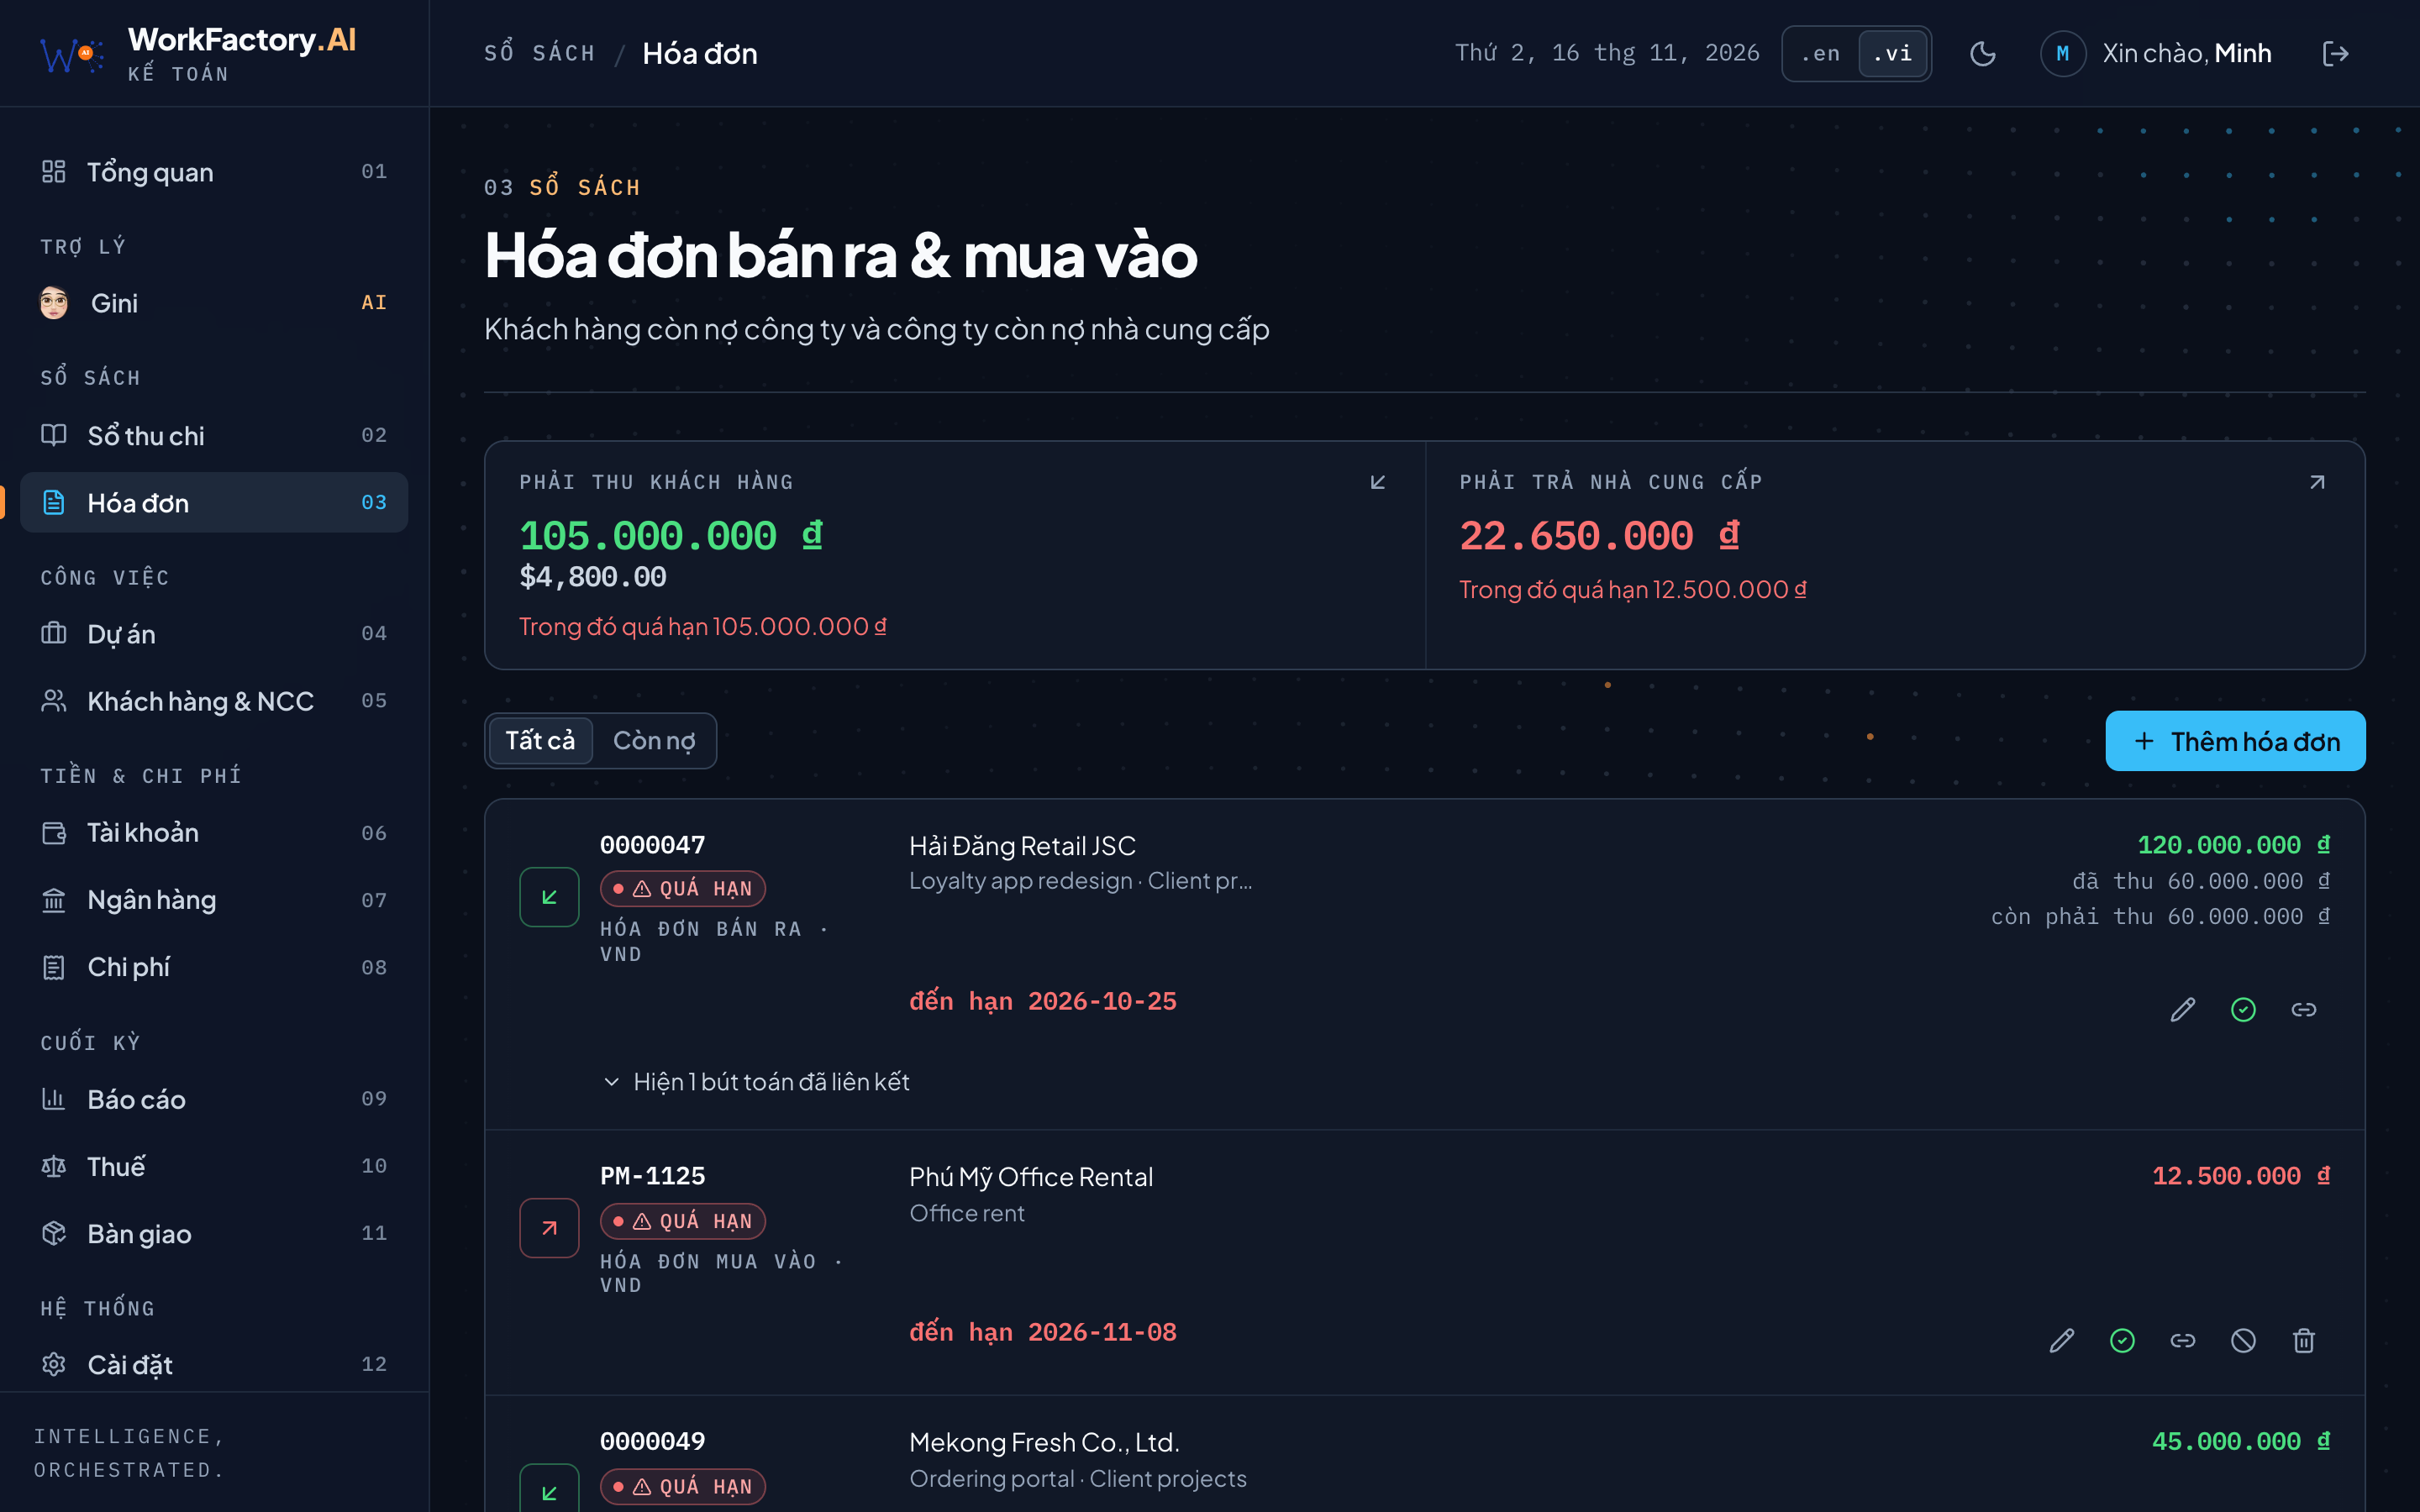 WorkFactory.AI
KẾ TOÁN
SỔ SÁCH / Hóa đơn
Thứ 2, 16 thg 11, 2026
.en .vi
M Xin chào, Minh
Tổng quan 01
TRỢ LÝ
Gini AI
SỔ SÁCH
Sổ thu chi 02
Hóa đơn 03
CÔNG VIỆC
Dự án 04
Khách hàng & NCC 05
TIỀN & CHI PHÍ
Tài khoản 06
Ngân hàng 07
Chi phí 08
CUỐI KỲ
Báo cáo 09
Thuế 10
Bàn giao 11
HỆ THỐNG
Cài đặt 12
INTELLIGENCE,
ORCHESTRATED.
03 SỔ SÁCH
Hóa đơn bán ra & mua vào
Khách hàng còn nợ công ty và công ty còn nợ nhà cung cấp
PHẢI THU KHÁCH HÀNG
105.000.000 ₫
$4,800.00
Trong đó quá hạn 105.000.000 ₫
PHẢI TRẢ NHÀ CUNG CẤP
22.650.000 ₫
Trong đó quá hạn 12.500.000 ₫
Tất cả Còn nợ
+ Thêm hóa đơn
0000047
QUÁ HẠN
HÓA ĐƠN BÁN RA ·
VND
Hải Đăng Retail JSC
Loyalty app redesign · Client pr…
đến hạn 2026-10-25
120.000.000 ₫
đã thu 60.000.000 ₫
còn phải thu 60.000.000 ₫
Hiện 1 bút toán đã liên kết
PM-1125
QUÁ HẠN
HÓA ĐƠN MUA VÀO ·
VND
Phú Mỹ Office Rental
Office rent
đến hạn 2026-11-08
12.500.000 ₫
0000049
QUÁ HẠN
Mekong Fresh Co., Ltd.
Ordering portal · Client projects
45.000.000 ₫